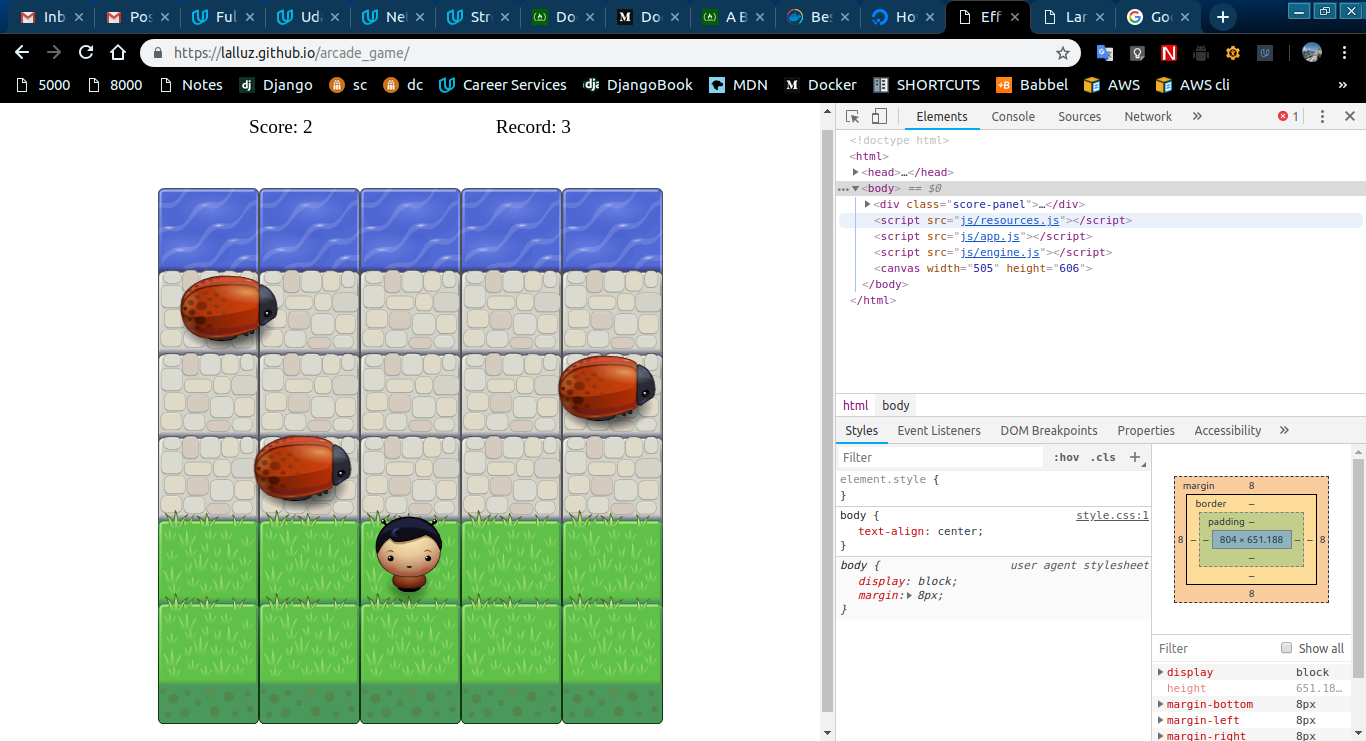 Inb
Pos
Ful
Uda
Nel
Str
Do
Do
A B
Bes
Ho
Eff
Lar
Goo
https://lalluz.github.io/arcade_game/
5000
8000
Notes
dj Django
sc
dc
Career Services
dja DjangoBook
MDN
M Docker
SHORTCUTS
+B Babbel
AWS
AWS cli
»
Score: 2
Record: 3
Elements
Console
Sources
Network
»
1
<!doctype html>
<html>
<head>…</head>
<body> == $0
<div class="score-panel">…</div>
<script src="js/resources.js"></script>
<script src="js/app.js"></script>
<script src="js/engine.js"></script>
<canvas width="505" height="606">
</body>
</html>
html
body
Styles
Event Listeners
DOM Breakpoints
Properties
Accessibility
»
Filter
:hov .cls +
element.style {
}
body {
style.css:1
text-align: center;
}
body {
user agent stylesheet
display: block;
margin: 8px;
}
margin
8
border
–
padding –
8 – – 804 × 651.188 – – 8
–
–
8
Filter
Show all
display block
height 651.18…
margin-bottom 8px
margin-left 8px
margin-right 8px